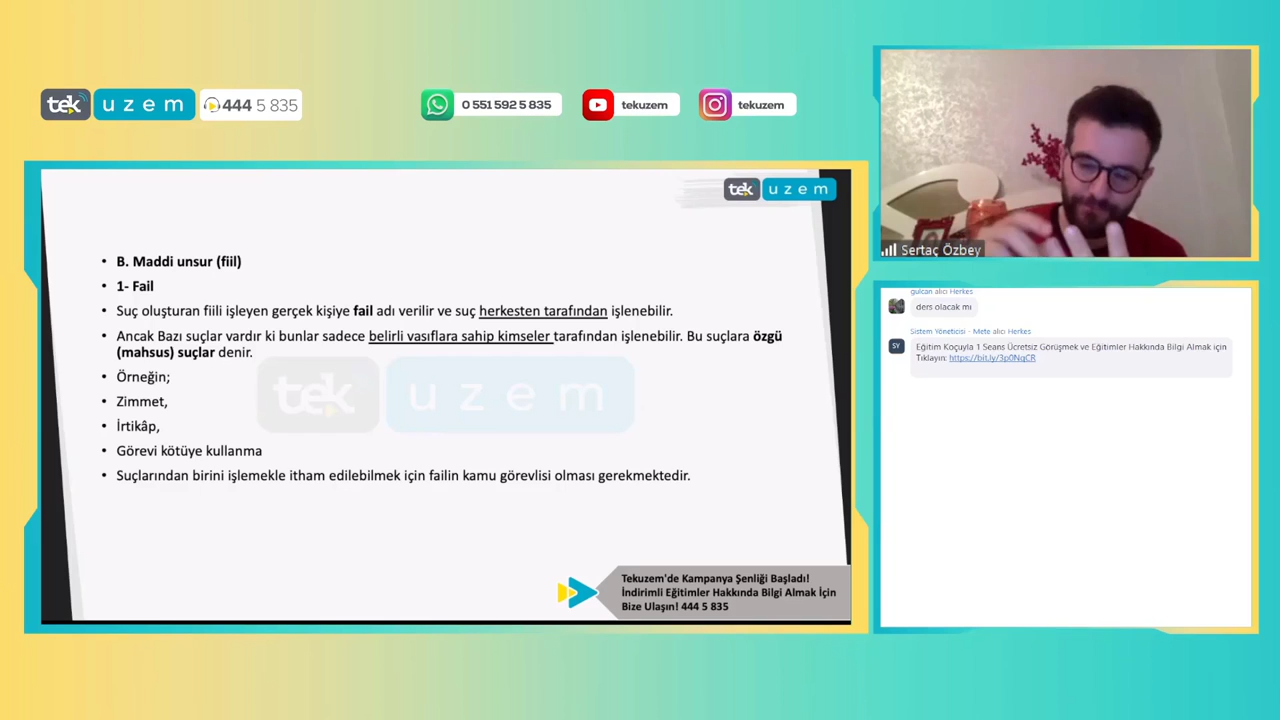 tek uzem 444 5 835
0 551 592 5 835
tekuzem
tekuzem
tek uzem
• B. Maddi unsur (fiil)
• 1- Fail
• Suç oluşturan fiili işleyen gerçek kişiye fail adı verilir ve suç herkesten tarafından işlenebilir.
• Ancak Bazı suçlar vardır ki bunlar sadece belirli vasıflara sahip kimseler tarafından işlenebilir. Bu suçlara özgü
(mahsus) suçlar denir.
• Örneğin;
• Zimmet,
• İrtikâp,
• Görevi kötüye kullanma
• Suçlarından birini işlemekle itham edilebilmek için failin kamu görevlisi olması gerekmektedir.
tek uzem
Tekuzem'de Kampanya Şenliği Başladı!
İndirimli Eğitimler Hakkında Bilgi Almak İçin
Bize Ulaşın! 444 5 835
Sertaç Özbey
gulcan alıcı Herkes
ders olacak mı
Sistem Yöneticisi - Mete alıcı Herkes
SY
Eğitim Koçuyla 1 Seans Ücretsiz Görüşmek ve Eğitimler Hakkında Bilgi Almak için
Tıklayın: https://bit.ly/3p0NqCR